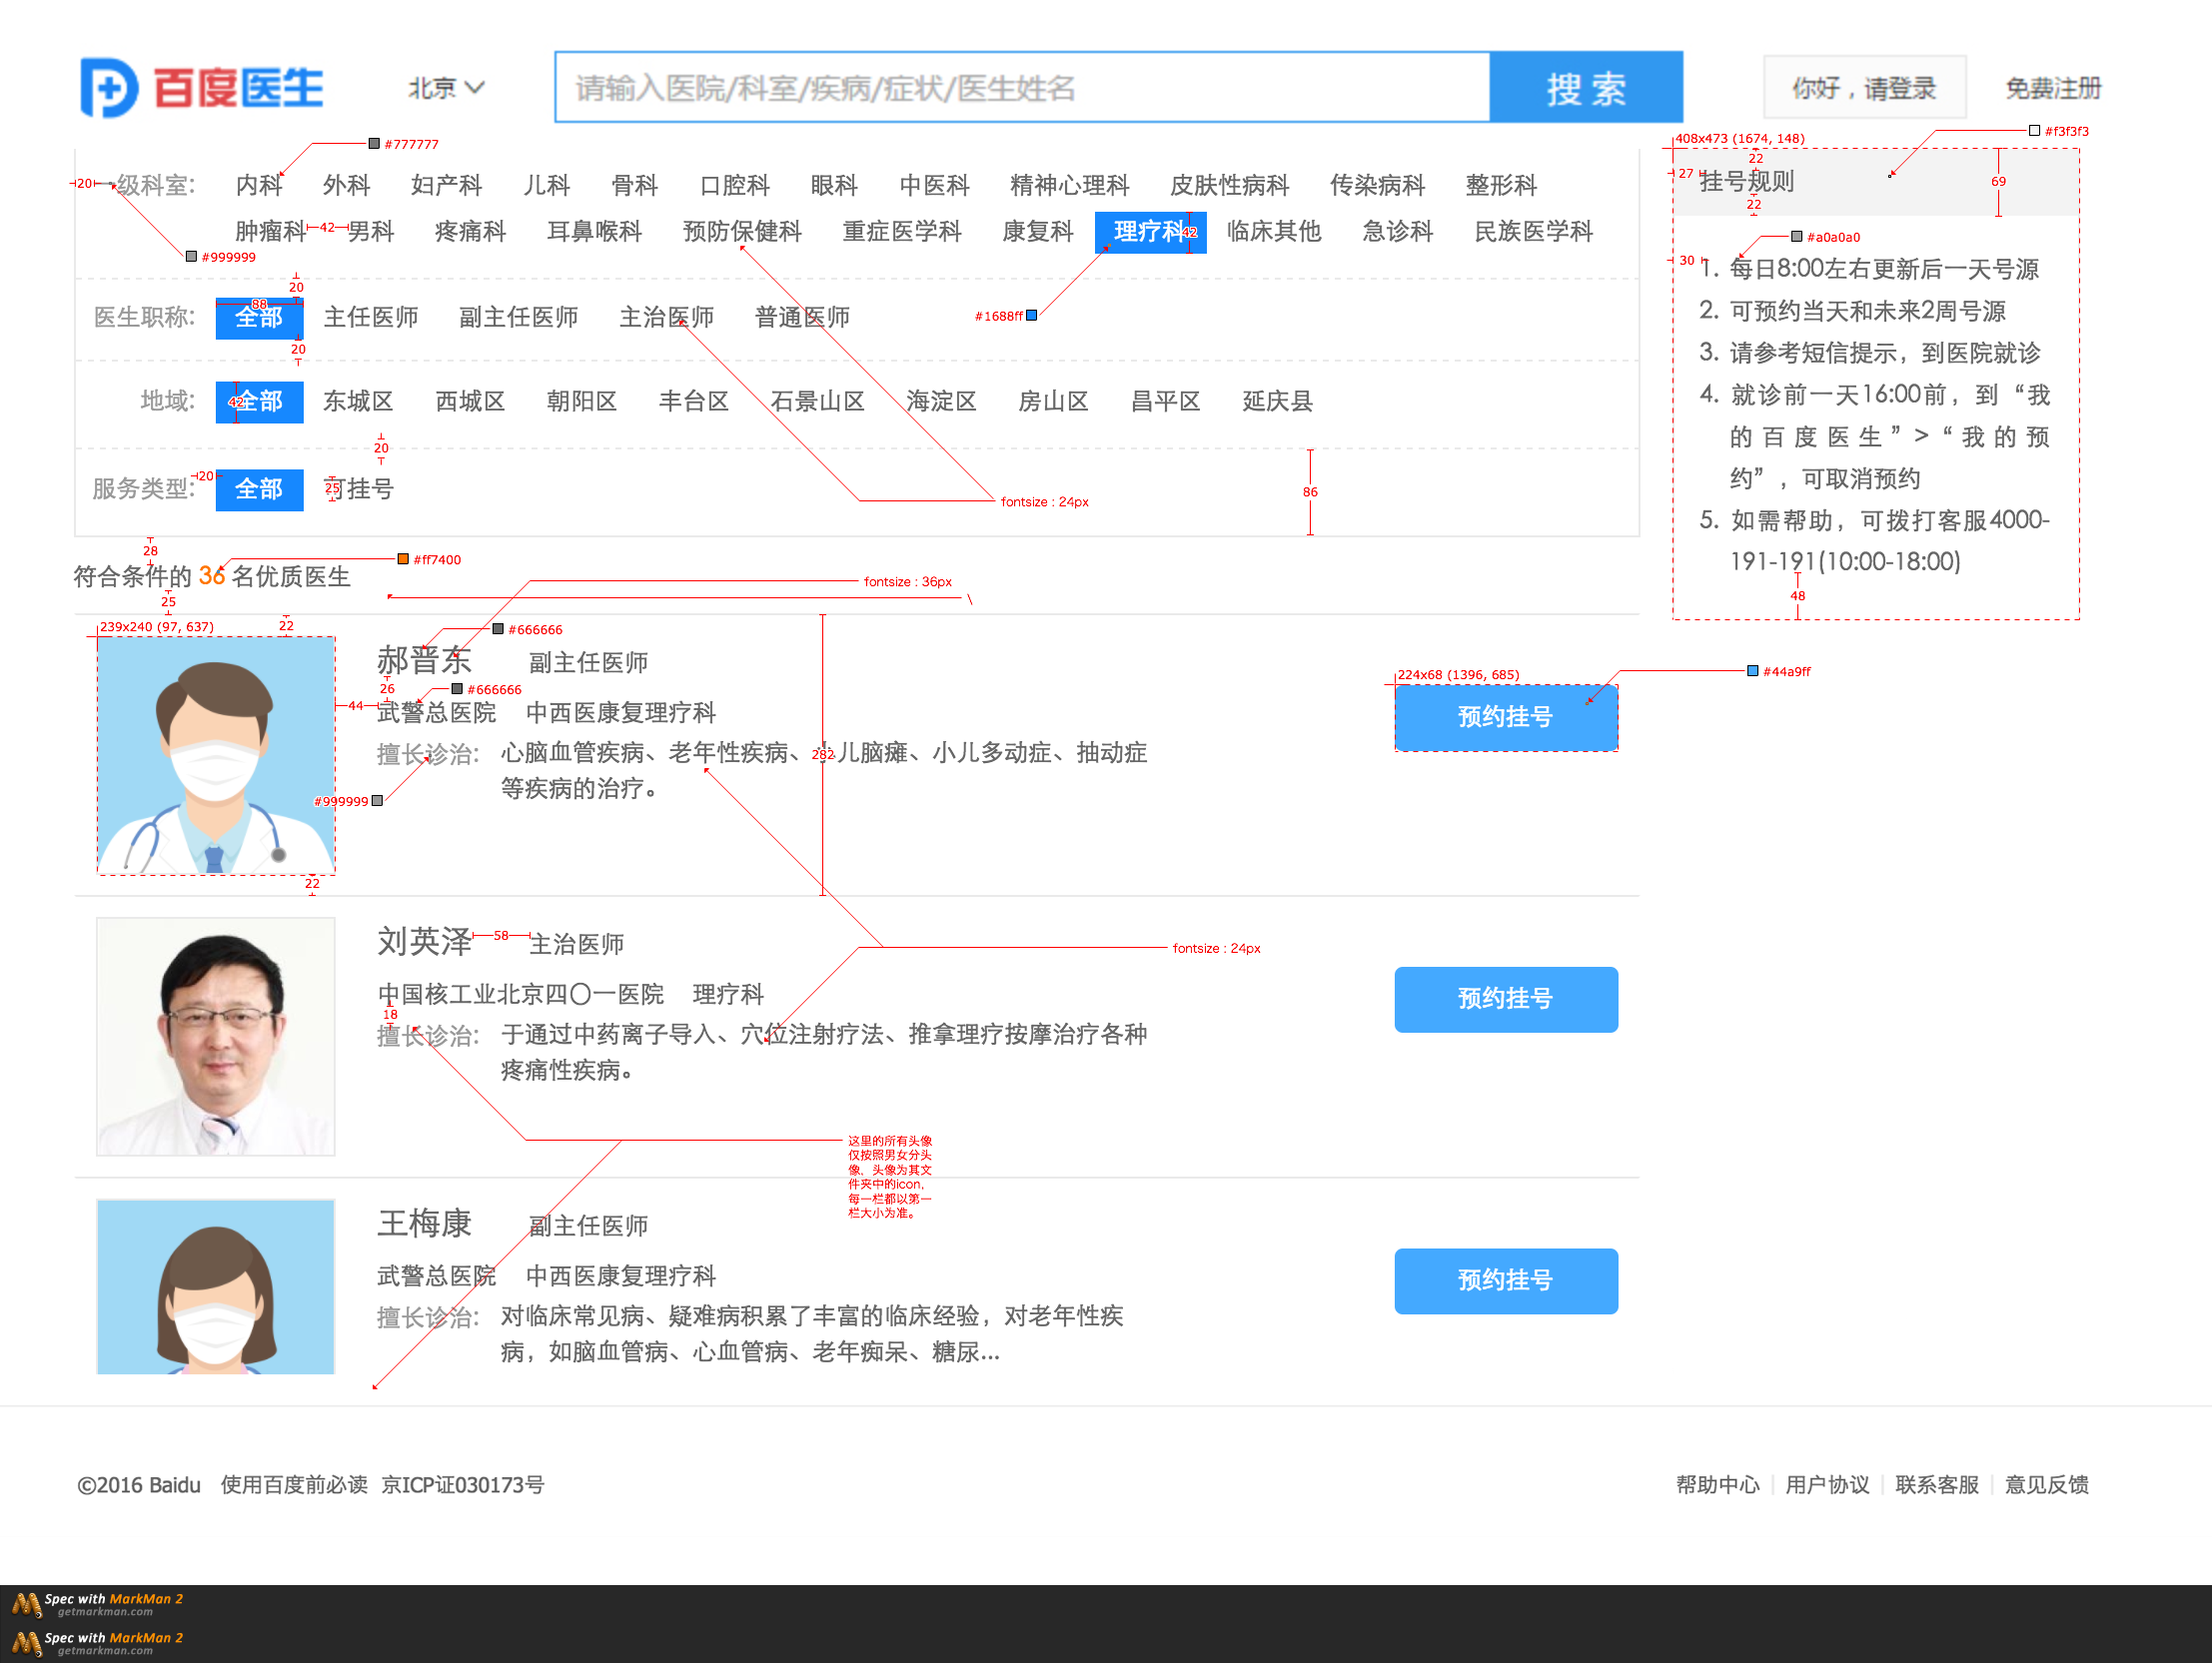 百度医生 北京 请输入医院/科室/疾病/症状/医生姓名 搜 索 你好，请登录 免费注册
#777777 408x473 (1674, 148) #f3f3f3
20 级科室: 内科 外科 妇产科 儿科 骨科 口腔科 眼科 中医科 精神心理科 皮肤性病科 传染病科 整形科
肿瘤科 42 男科 疼痛科 耳鼻喉科 预防保健科 重症医学科 康复科 理疗科 42 临床其他 急诊科 民族医学科
#999999
20
医生职称: 88 全部 主任医师 副主任医师 主治医师 普通医师 #1688ff
20
地域: 42 全部 东城区 西城区 朝阳区 丰台区 石景山区 海淀区 房山区 昌平区 延庆县
20
服务类型: 20 全部 25 可挂号 fontsize : 24px 86
22
27 挂号规则 69
22
#a0a0a0
30 1. 每日8:00左右更新后一天号源
2. 可预约当天和未来2周号源
3. 请参考短信提示，到医院就诊
4. 就诊前一天16:00前，到“我
的百度医生”>“我的预
约”，可取消预约
5. 如需帮助，可拨打客服4000-
191-191(10:00-18:00)
48
28
#ff7400
符合条件的 36 名优质医生 fontsize : 36px
25
239x240 (97, 637) 22 #666666
郝晋东 副主任医师
26 #666666 224x68 (1396, 685) #44a9ff
44 武警总医院 中西医康复理疗科 预约挂号
擅长诊治: 心脑血管疾病、老年性疾病、小儿脑瘫、小儿多动症、抽动症
282
等疾病的治疗。
#999999
22
刘英泽 58 主治医师 fontsize : 24px
中国核工业北京四〇一医院 理疗科 预约挂号
18
擅长诊治: 于通过中药离子导入、穴位注射疗法、推拿理疗按摩治疗各种
疼痛性疾病。
这里的所有头像
仅按照男女分头
像、头像为其文
件夹中的icon,
每一栏都以第一
栏大小为准。
王梅康 副主任医师
武警总医院 中西医康复理疗科 预约挂号
擅长诊治: 对临床常见病、疑难病积累了丰富的临床经验，对老年性疾
病，如脑血管病、心血管病、老年痴呆、糖尿...
©2016 Baidu 使用百度前必读 京ICP证030173号 帮助中心 | 用户协议 | 联系客服 | 意见反馈
Spec with MarkMan 2
getmarkman.com
Spec with MarkMan 2
getmarkman.com